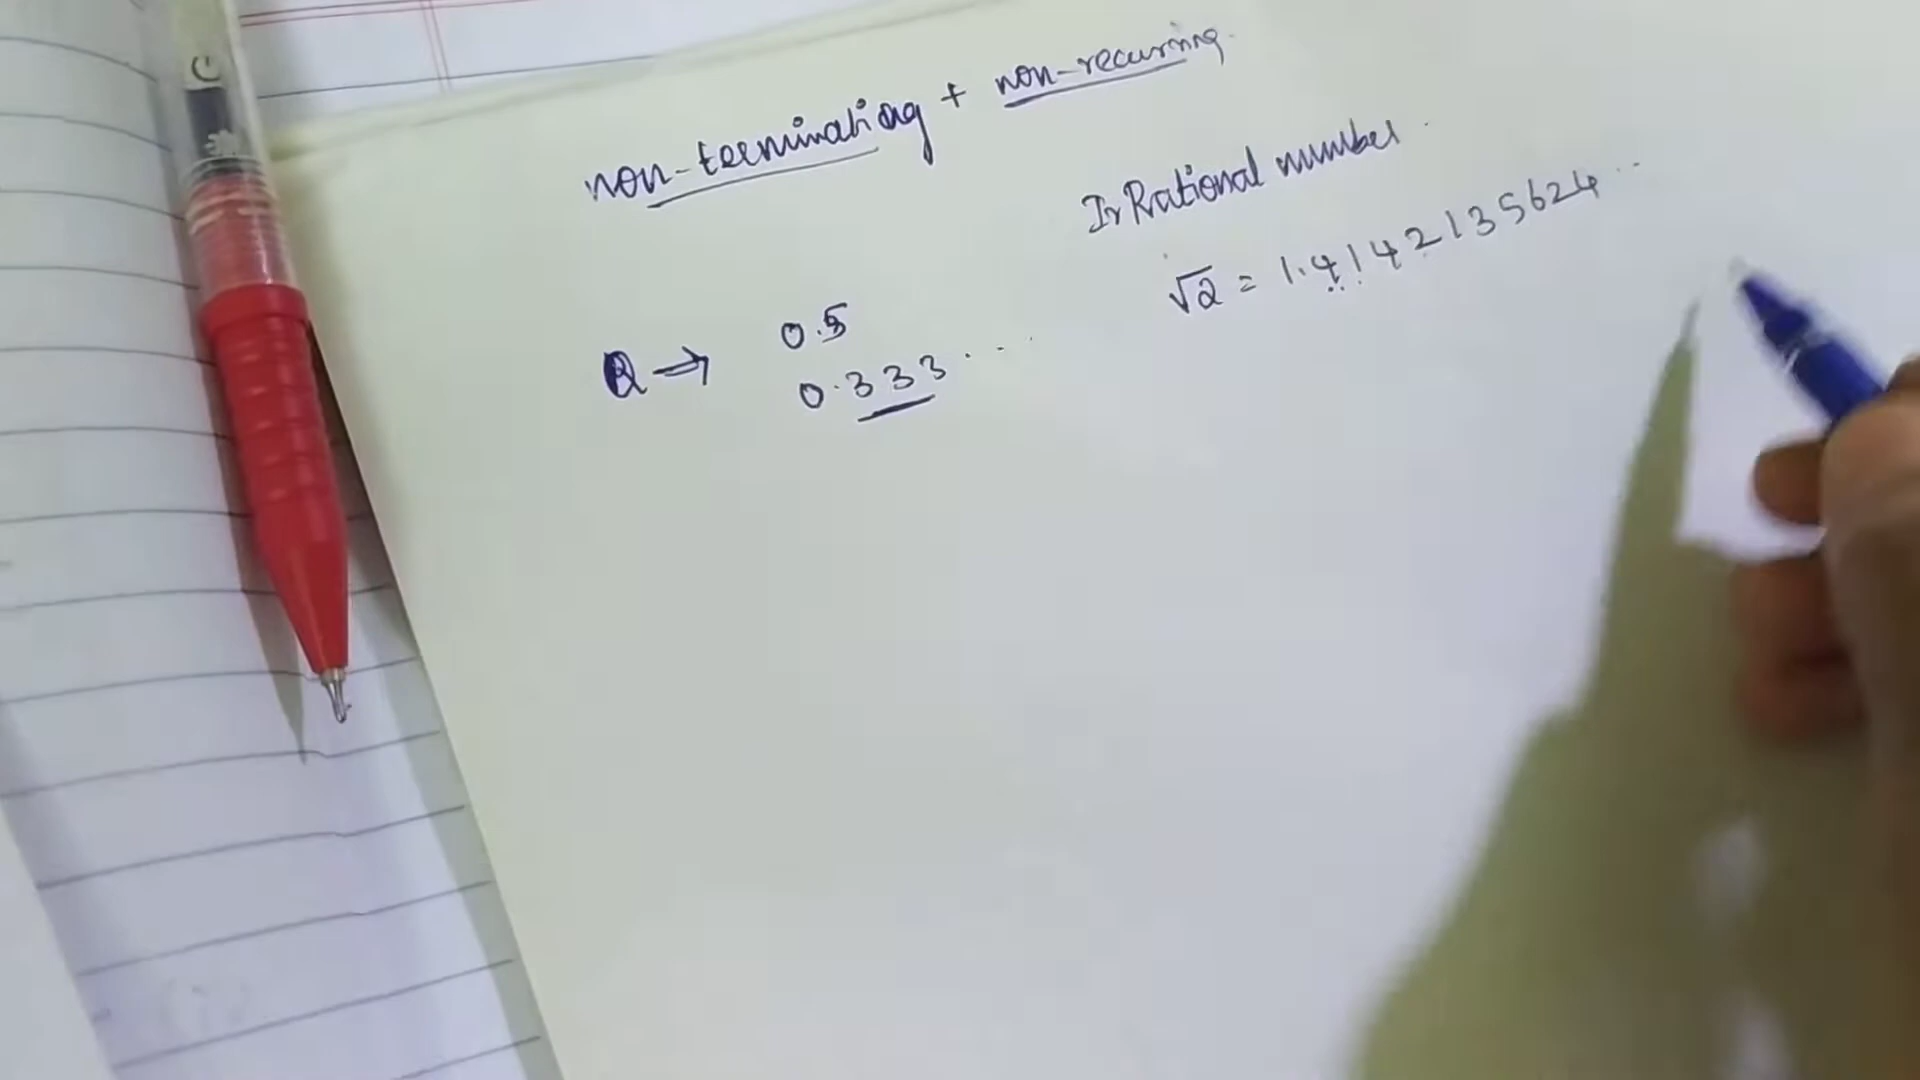 non-terminating + non-recurring.
IrRational number.
√2 = 1.4142135624...
Q → 0.5
0.333...